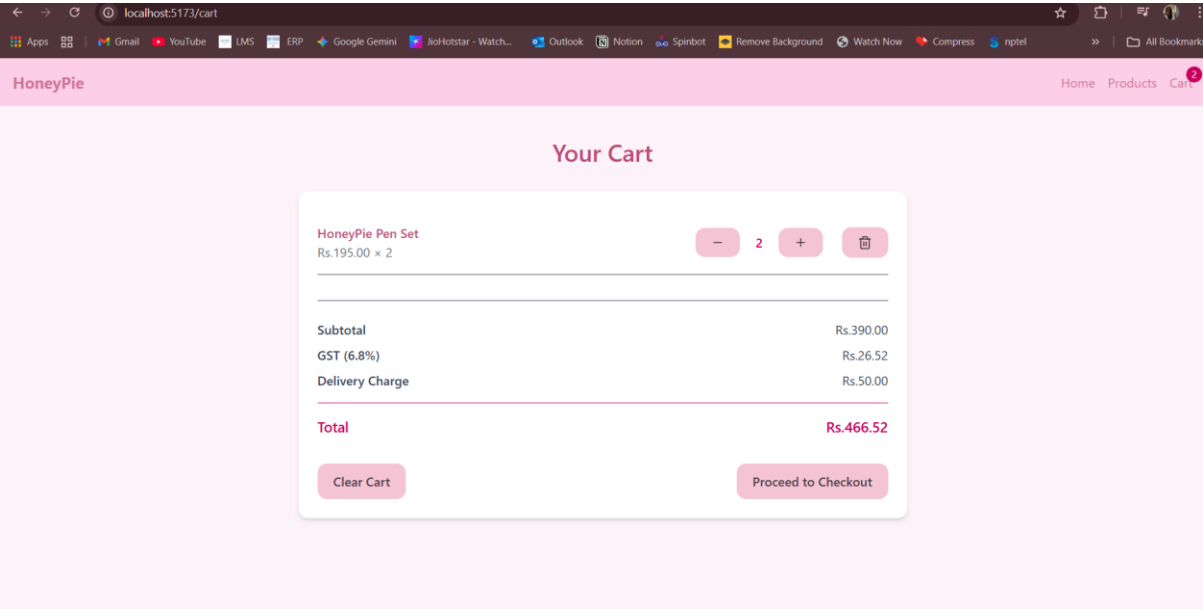 localhost:5173/cart
Apps Gmail YouTube LMS ERP Google Gemini JioHotstar - Watch... Outlook Notion Spinbot Remove Background Watch Now Compress nptel » All Bookmarks
HoneyPie Home Products Cart 2
Your Cart
HoneyPie Pen Set
Rs.195.00 × 2
− 2 +
Subtotal Rs.390.00
GST (6.8%) Rs.26.52
Delivery Charge Rs.50.00
Total Rs.466.52
Clear Cart Proceed to Checkout